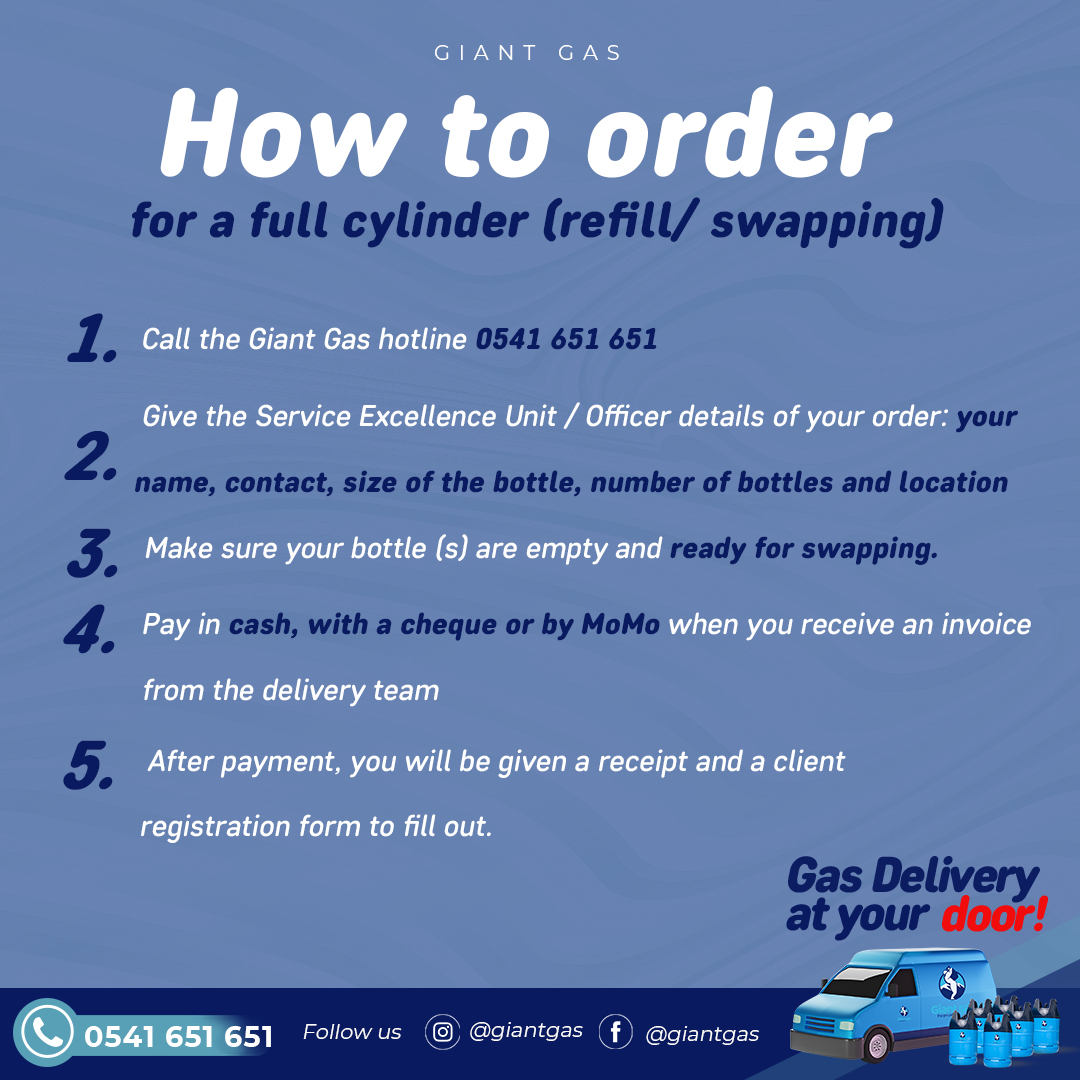 GIANT GAS
How to order
for a full cylinder (refill/ swapping)
1. Call the Giant Gas hotline 0541 651 651
2. Give the Service Excellence Unit / Officer details of your order: your
name, contact, size of the bottle, number of bottles and location
3. Make sure your bottle (s) are empty and ready for swapping.
4. Pay in cash, with a cheque or by MoMo when you receive an invoice
from the delivery team
5. After payment, you will be given a receipt and a client
registration form to fill out.
Gas Delivery
at your door!
0541 651 651 Follow us @giantgas @giantgas